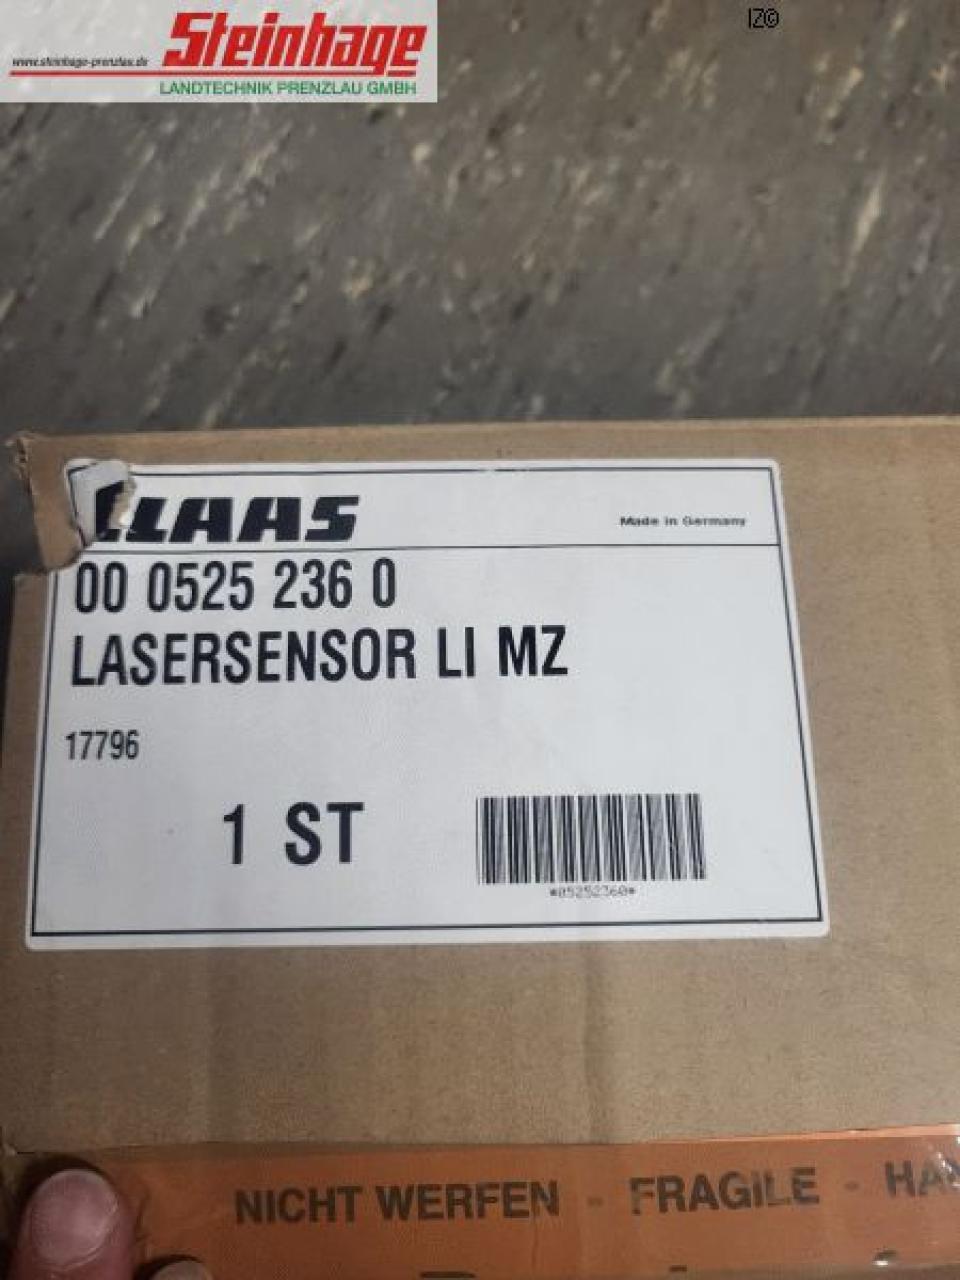 Steinhage
www.steinhage-prenzlau.de
LANDTECHNIK PRENZLAU GMBH
IZ©
CLAAS
Made in Germany
00 0525 236 0
LASERSENSOR LI MZ
17796
1 ST
*05252360*
NICHT WERFEN - FRAGILE -